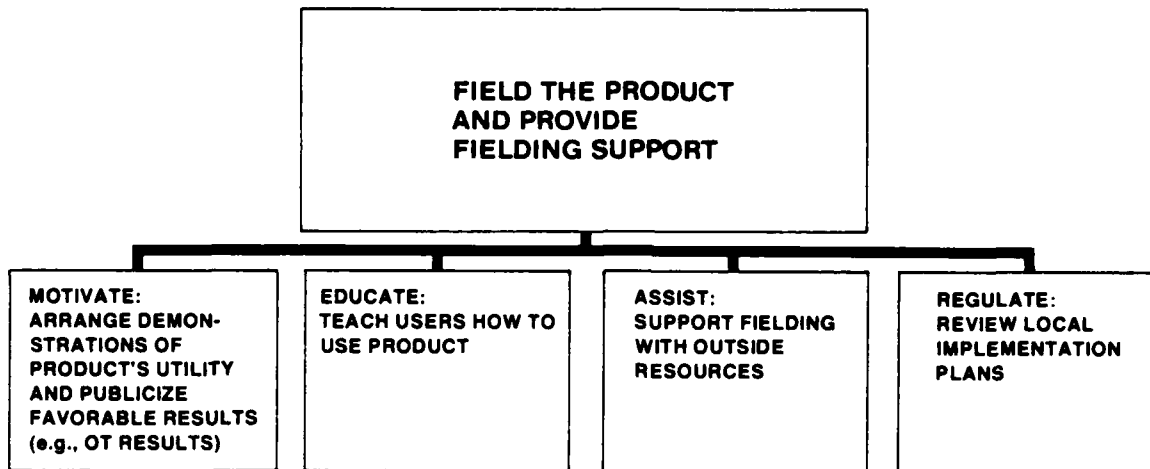 FIELD THE PRODUCT
AND PROVIDE
FIELDING SUPPORT
MOTIVATE:
ARRANGE DEMON-
STRATIONS OF
PRODUCT'S UTILITY
AND PUBLICIZE
FAVORABLE RESULTS
(e.g., OT RESULTS)
EDUCATE:
TEACH USERS HOW TO
USE PRODUCT
ASSIST:
SUPPORT FIELDING
WITH OUTSIDE
RESOURCES
REGULATE:
REVIEW LOCAL
IMPLEMENTATION
PLANS